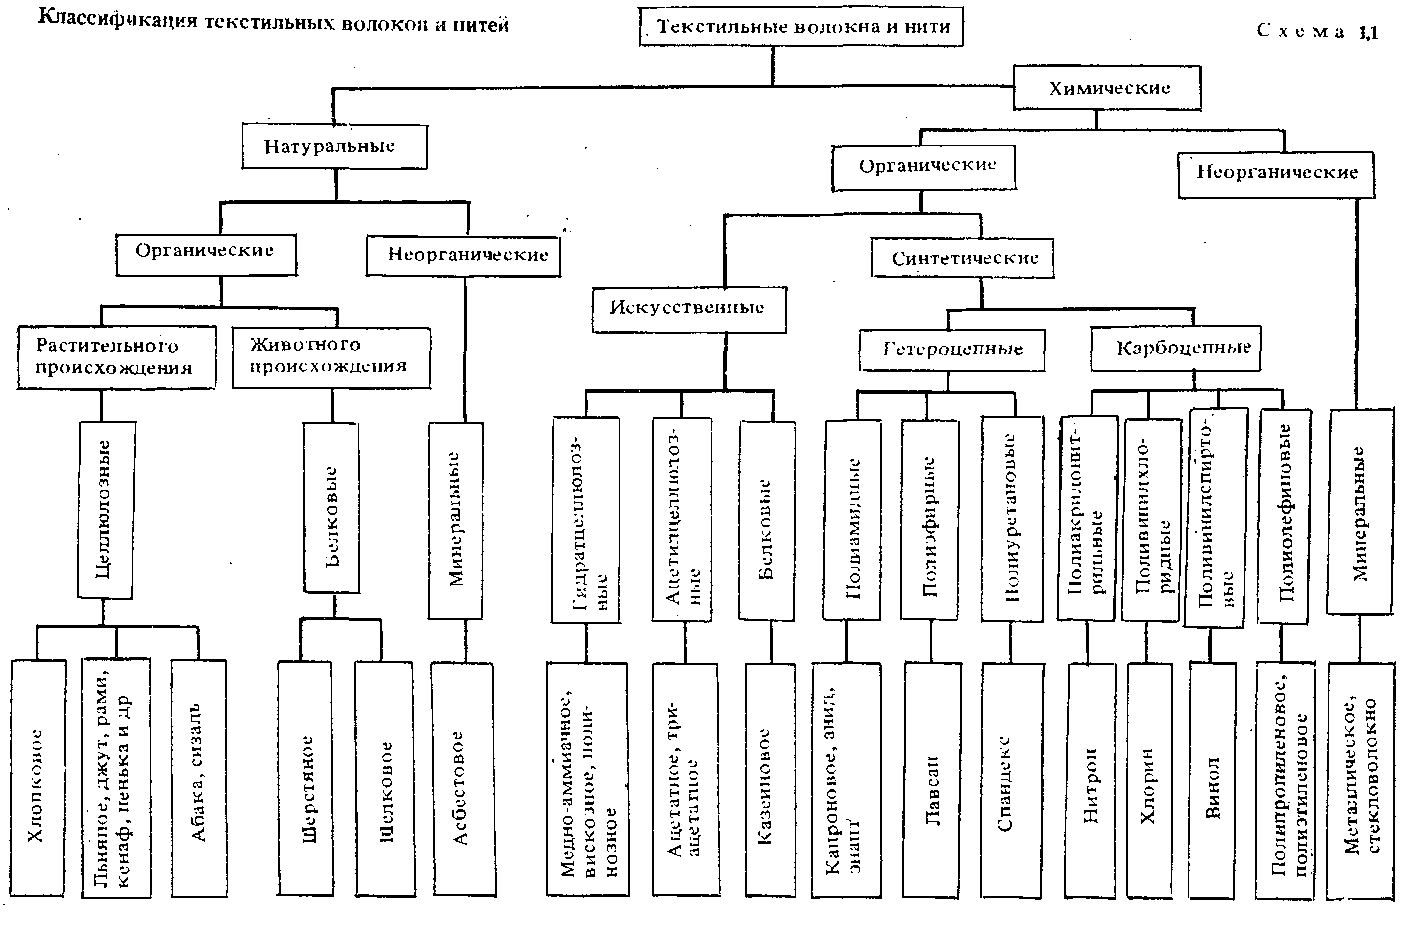 Классификация текстильных волокон и нитей
Схема 1.1
Текстильные волокна и нити
Химические
Натуральные
Органические
Неорганические
Органические
Неорганические
Синтетические
Искусственные
Растительного
происхождения
Животного
происхождения
Гетероцепные
Карбоцепные
Целлюлозные
Белковые
Минеральные
Гидратцеллюлоз-
ные
Ацетилцеллюлоз-
ные
Белковые
Полиамидные
Полиэфирные
Полиуретановые
Полиакрилонит-
рильные
Поливинилхло-
ридные
Поливинилспирто-
вые
Полиолефиновые
Минеральные
Хлопковое
Льняное, джут, рами,
кенаф, пенька и др
Абака, сизаль
Шерстяное
Шелковое
Асбестовое
Медно-аммиачное,
вискозное, поли-
нозное
Ацетатное, три-
ацетатное
Казеиновое
Капроновое, анид,
энант
Лавсан
Спандекс
Нитрон
Хлорин
Винол
Полипропиленовое,
полиэтиленовое
Металлическое,
стекловолокно